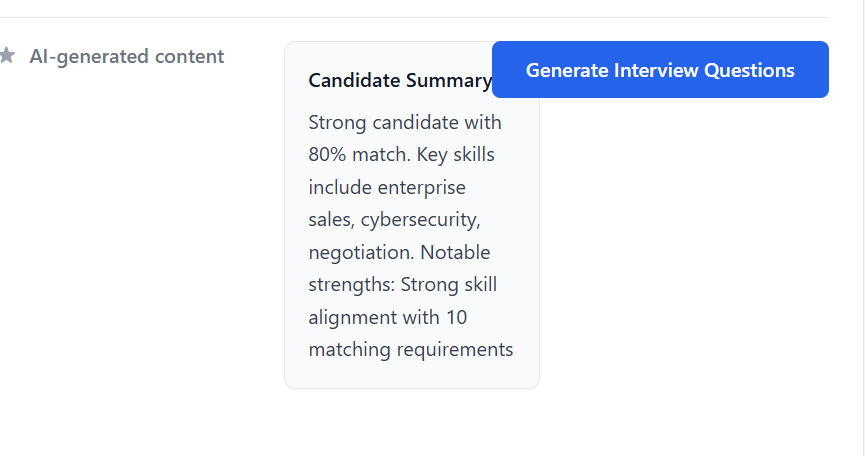 AI-generated content
Candidate Summary
Generate Interview Questions
Strong candidate with
80% match. Key skills
include enterprise
sales, cybersecurity,
negotiation. Notable
strengths: Strong skill
alignment with 10
matching requirements